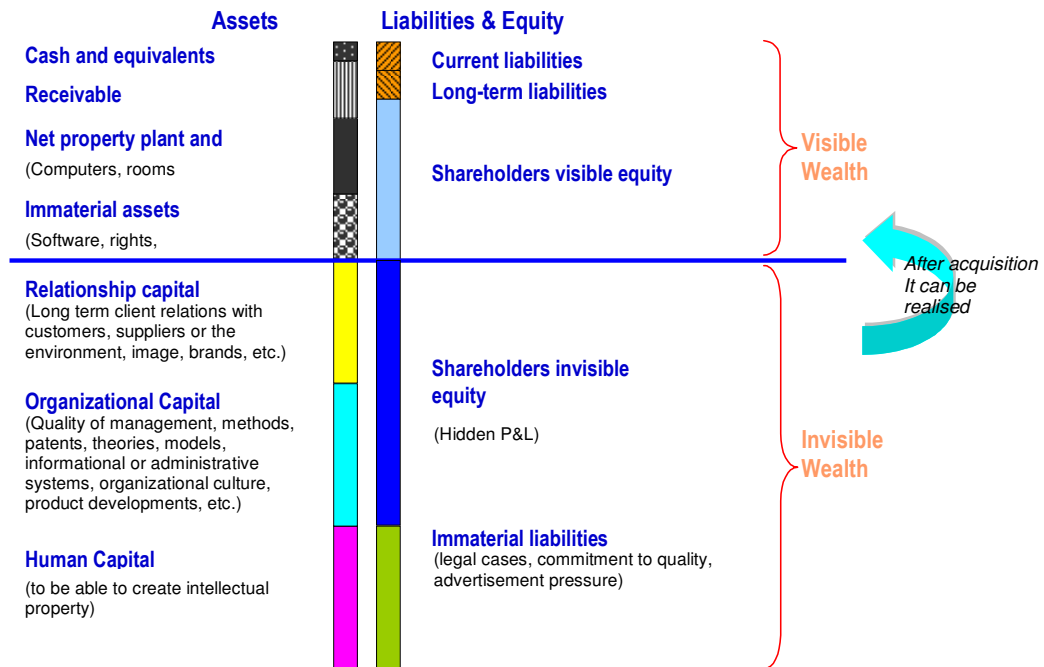 Assets
Liabilities & Equity
Cash and equivalents
Receivable
Net property plant and
(Computers, rooms
Immaterial assets
(Software, rights,
Relationship capital
(Long term client relations with
customers, suppliers or the
environment, image, brands, etc.)
Organizational Capital
(Quality of management, methods,
patents, theories, models,
informational or administrative
systems, organizational culture,
product developments, etc.)
Human Capital
(to be able to create intellectual
property)
Current liabilities
Long-term liabilities
Shareholders visible equity
Shareholders invisible
equity
(Hidden P&L)
Immaterial liabilities
(legal cases, commitment to quality,
advertisement pressure)
Visible
Wealth
Invisible
Wealth
After acquisition
It can be
realised